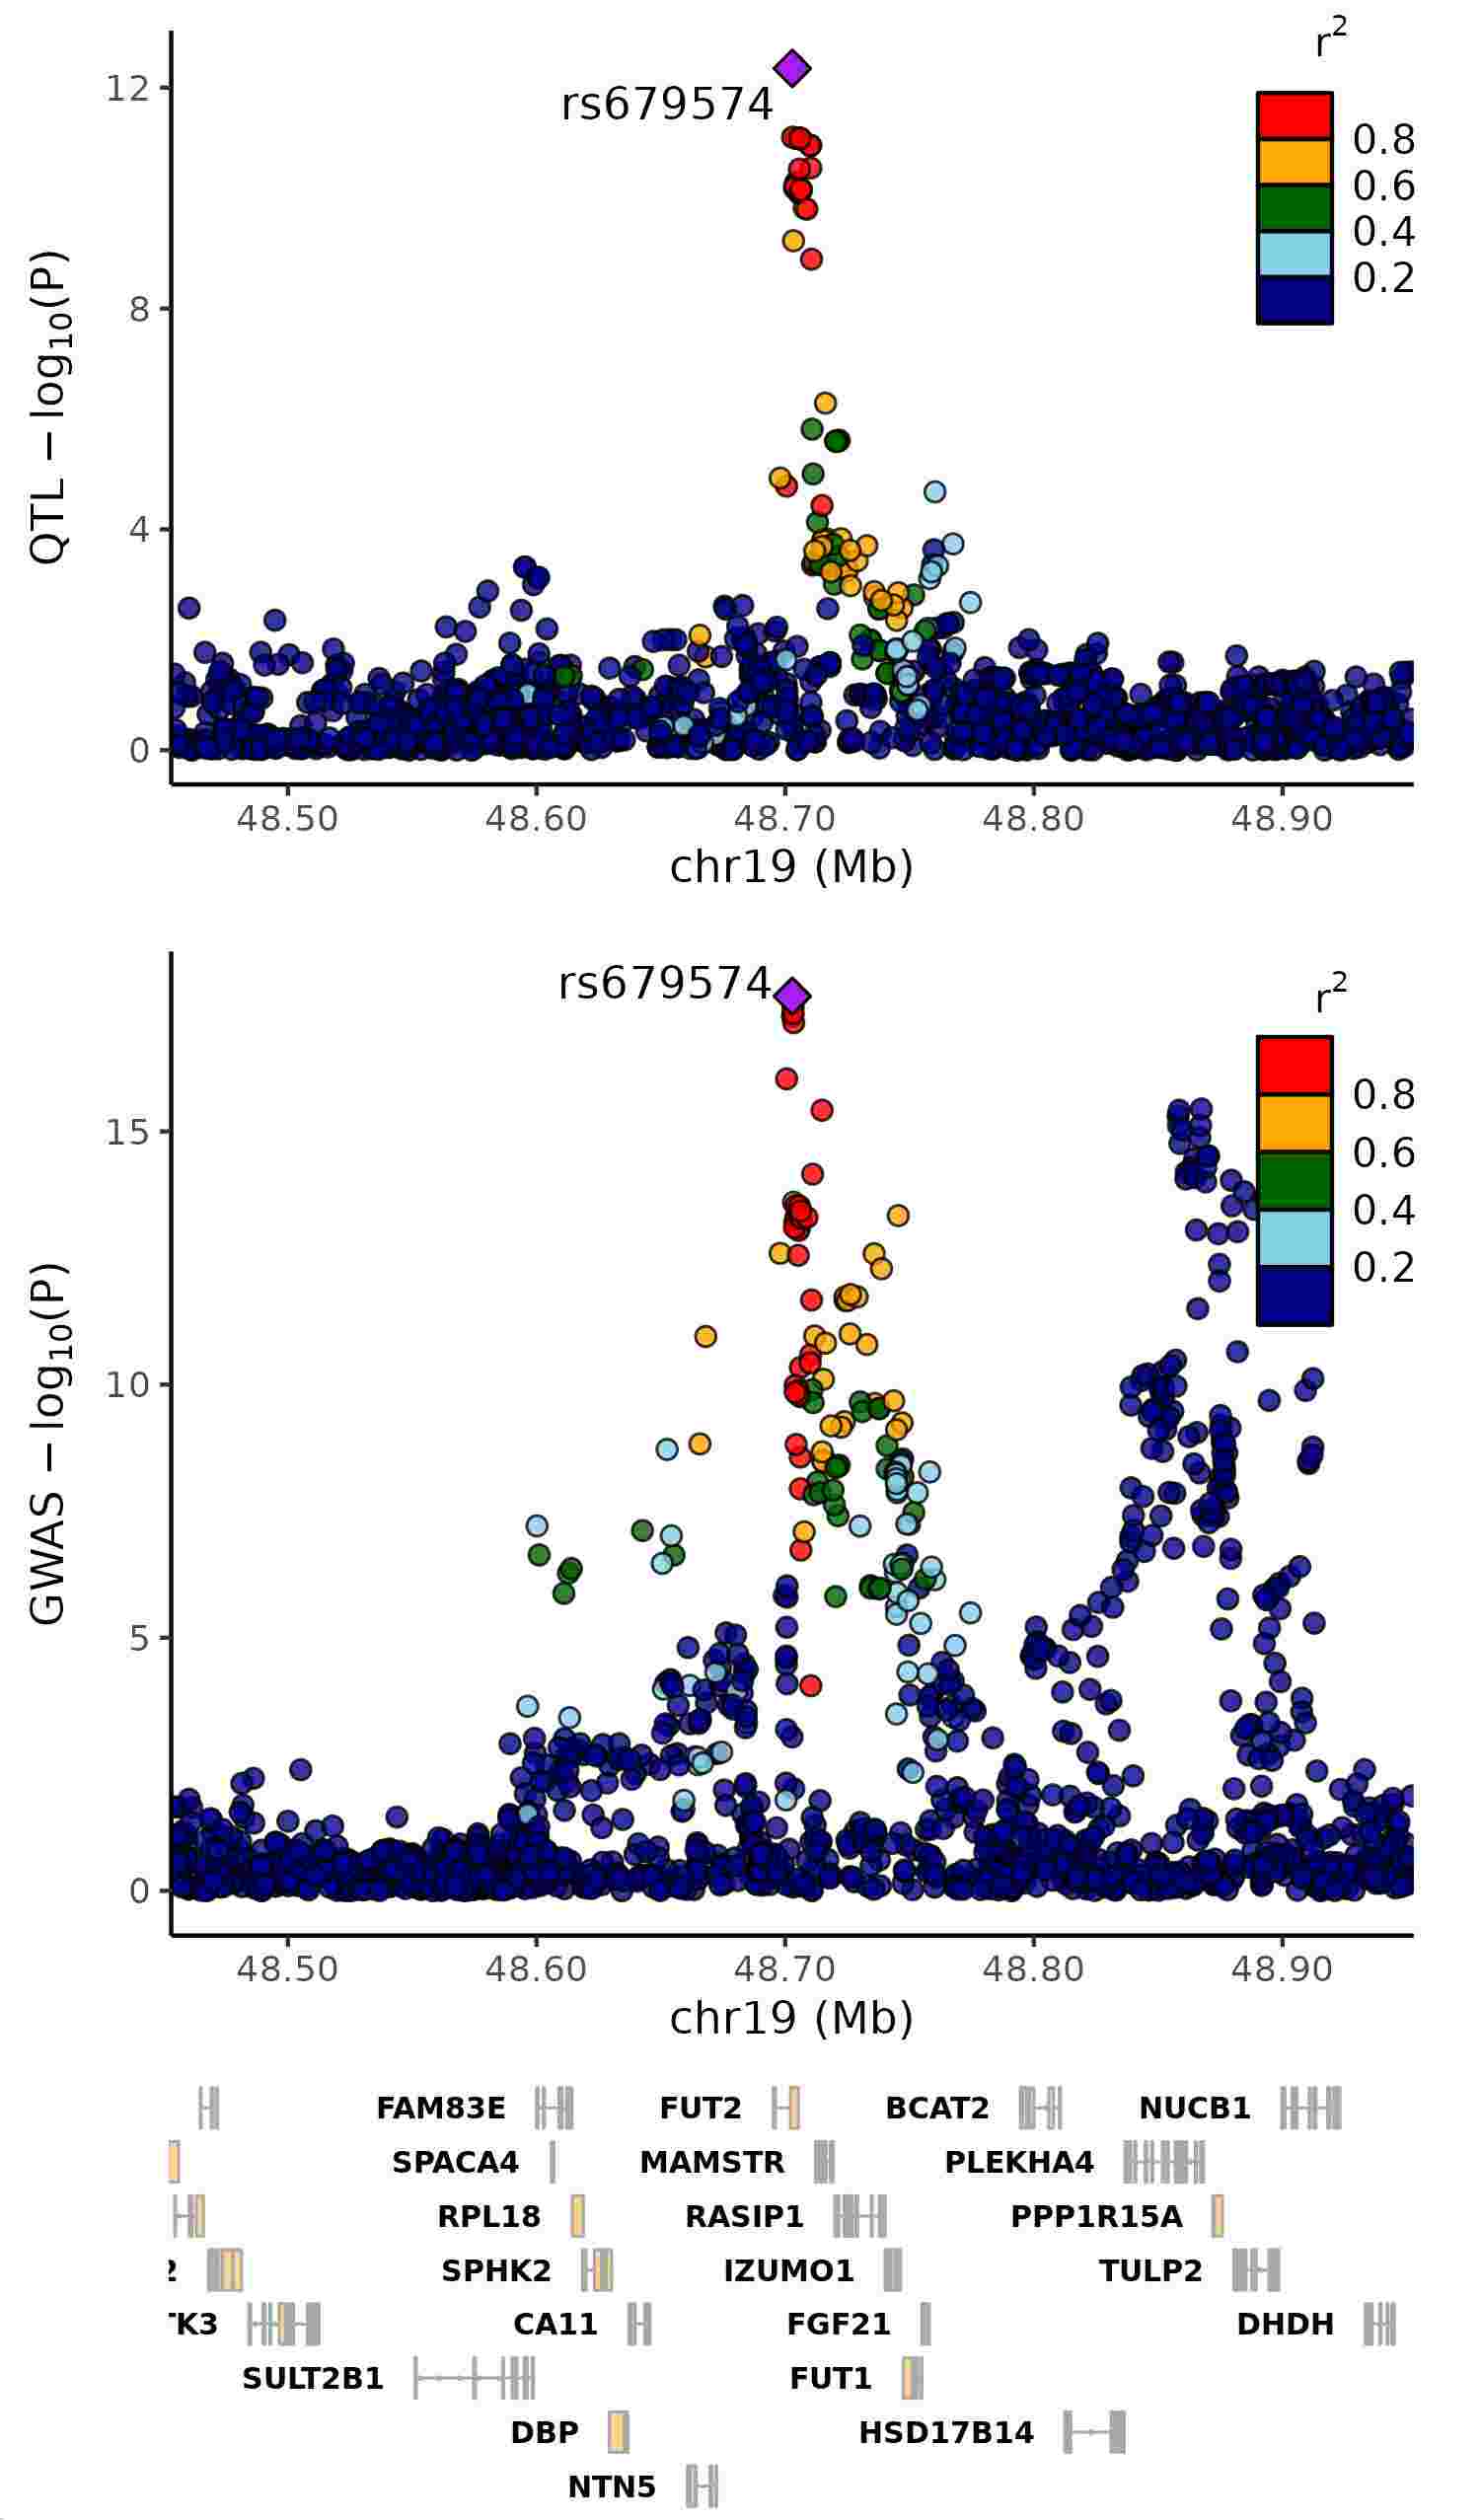 r2
12
rs679574
0.8
0.6
0.4
0.2
8
QTL − log10(P)
4
0
48.50 48.60 48.70 48.80 48.90
chr19 (Mb)
rs679574
r2
0.8
0.6
0.4
0.2
15
10
GWAS − log10(P)
5
0
48.50 48.60 48.70 48.80 48.90
chr19 (Mb)
FAM83E FUT2 BCAT2 NUCB1
SPACA4 MAMSTR PLEKHA4
RPL18 RASIP1 PPP1R15A
2 SPHK2 IZUMO1 TULP2
TK3 CA11 FGF21 DHDH
SULT2B1 FUT1
DBP HSD17B14
NTN5